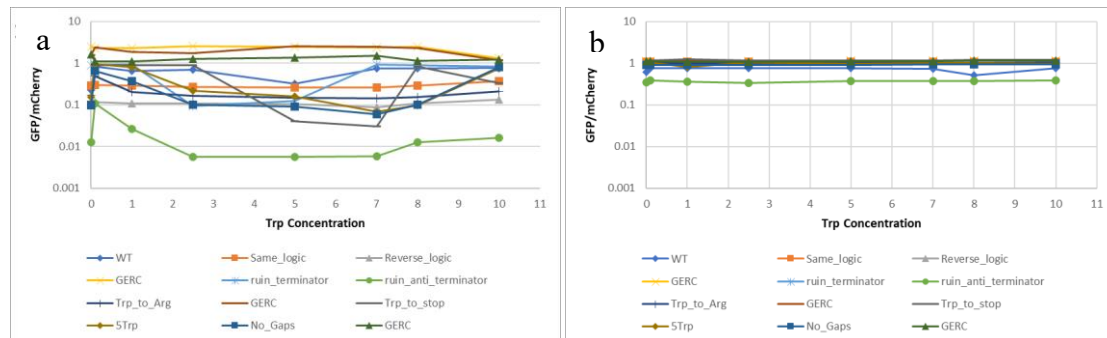 a
10
1
0.1
0.01
0.001
GFP/mCherry
0 1 2 3 4 5 6 7 8 9 10 11
Trp Concentration
WT Same_logic Reverse_logic
GERC ruin_terminator ruin_anti_terminator
Trp_to_Arg GERC Trp_to_stop
5Trp No_Gaps GERC
b
10
1
0.1
0.01
0.001
GFP/mCherry
0 1 2 3 4 5 6 7 8 9 10 11
Trp Concentration
WT Same_logic Reverse_logic
GERC ruin_terminator ruin_anti_terminator
Trp_to_Arg GERC Trp_to_stop
5Trp No_Gaps GERC